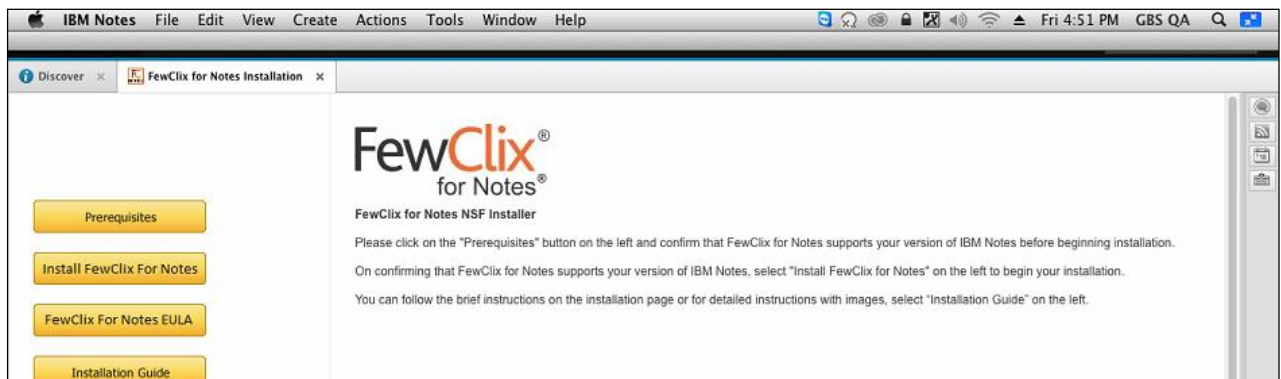 IBM Notes File Edit View Create Actions Tools Window Help Fri 4:51 PM GBS QA
Discover × FewClix for Notes Installation ×
FewClix®
for Notes®
Prerequisites
FewClix for Notes NSF Installer
Please click on the "Prerequisites" button on the left and confirm that FewClix for Notes supports your version of IBM Notes before beginning installation.
Install FewClix For Notes
On confirming that FewClix for Notes supports your version of IBM Notes, select "Install FewClix for Notes" on the left to begin your installation.
You can follow the brief instructions on the installation page or for detailed instructions with images, select "Installation Guide" on the left.
FewClix For Notes EULA
Installation Guide